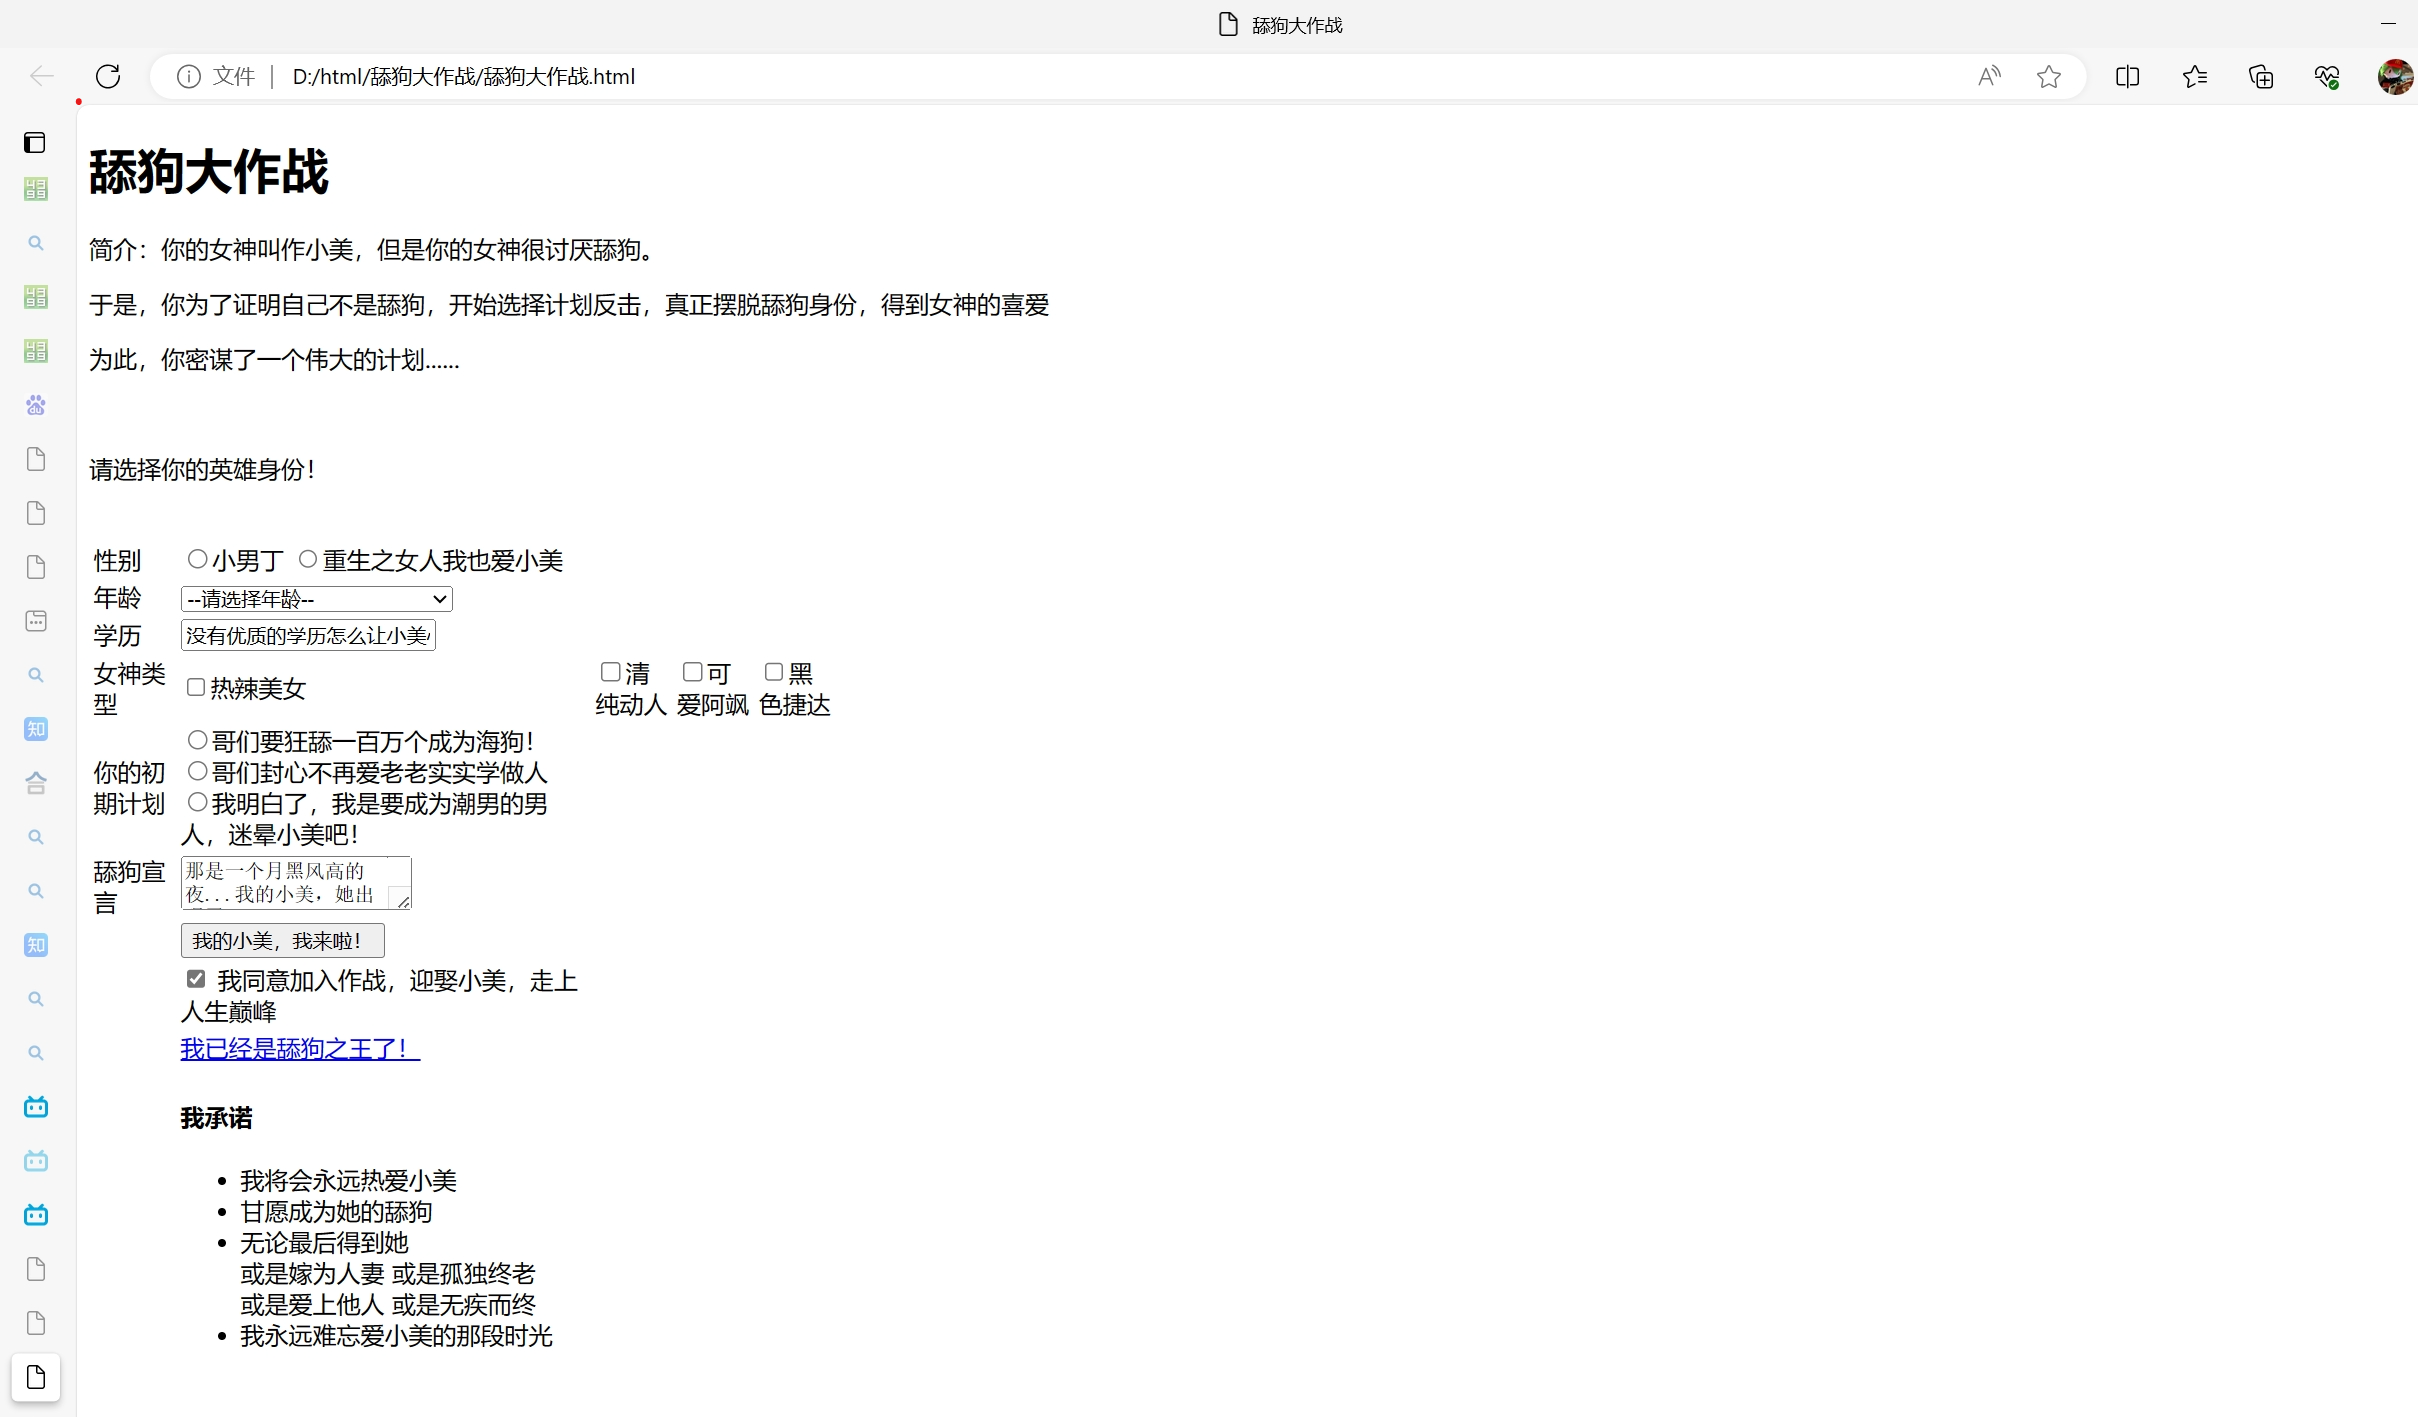 舔狗大作战
文件 D:/html/舔狗大作战/舔狗大作战.html
舔狗大作战
简介：你的女神叫作小美，但是你的女神很讨厌舔狗。
于是，你为了证明自己不是舔狗，开始选择计划反击，真正摆脱舔狗身份，得到女神的喜爱
为此，你密谋了一个伟大的计划......
请选择你的英雄身份！
性别 小男丁 重生之女人我也爱小美
年龄 --请选择年龄--
学历 没有优质的学历怎么让小美
女神类
型
热辣美女
清
纯动人
可
爱阿飒
黑
色捷达
你的初
期计划
哥们要狂舔一百万个成为海狗！
哥们封心不再爱老老实实学做人
我明白了，我是要成为潮男的男
人，迷晕小美吧！
舔狗宣
言
那是一个月黑风高的
夜...我的小美，她出
我的小美，我来啦！
我同意加入作战，迎娶小美，走上
人生巅峰
我已经是舔狗之王了！
我承诺
我将会永远热爱小美
甘愿成为她的舔狗
无论最后得到她
或是嫁为人妻 或是孤独终老
或是爱上他人 或是无疾而终
我永远难忘爱小美的那段时光